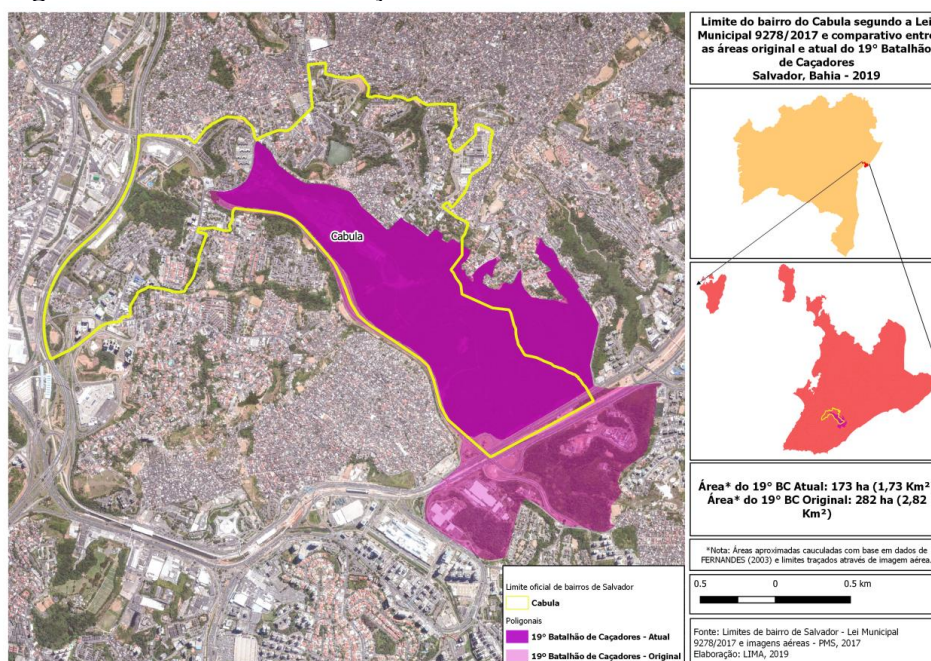 Limite do bairro do Cabula segundo a Lei
Municipal 9278/2017 e comparativo entre
as áreas original e atual do 19° Batalhão
de Caçadores
Salvador, Bahia - 2019
Cabula
Área* do 19° BC Atual: 173 ha (1,73 Km²
Área* do 19° BC Original: 282 ha (2,82
Km²)
*Nota: Áreas aproximadas cauculadas com base em dados de
FERNANDES (2003) e limites traçados através de imagem aérea.
0.5 0 0.5 km
Limite oficial de bairros de Salvador
Cabula
Poligonais
19° Batalhão de Caçadores - Atual
19º Batalhão de Caçadores - Original
Fonte: Limites de bairro de Salvador - Lei Municipal
9278/2017 e imagens aéreas - PMS, 2017
Elaboração: LIMA, 2019